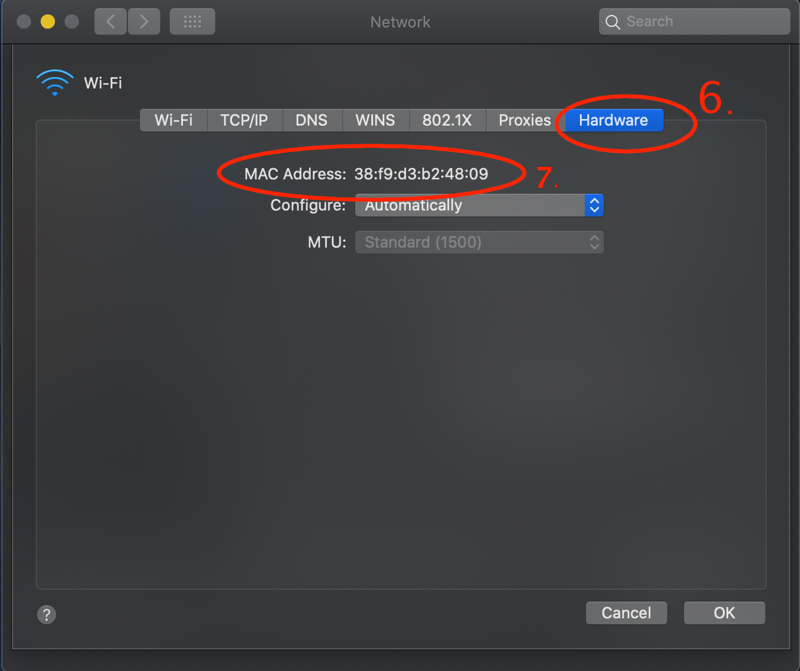 Network
Search
Wi-Fi
Wi-Fi TCP/IP DNS WINS 802.1X Proxies Hardware
6.
MAC Address: 38:f9:d3:b2:48:09
7.
Configure: Automatically
MTU: Standard (1500)
?
Cancel OK